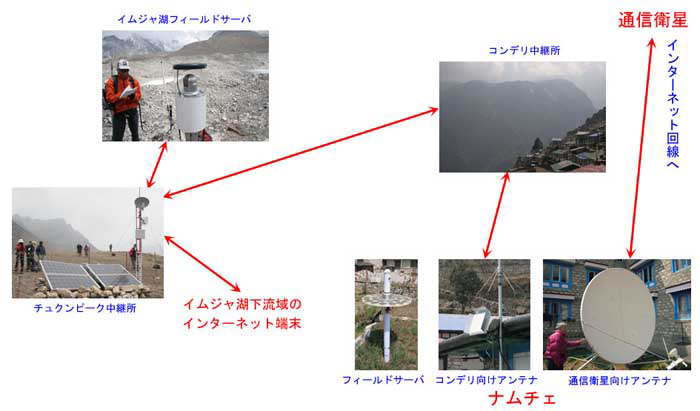 イムジャ湖フィールドサーバ
通信衛星
コンデリ中継所
インターネット回線へ
チュクンピーク中継所
イムジャ湖下流域の
インターネット端末
フィールドサーバ
コンデリ向けアンテナ
通信衛星向けアンテナ
ナムチェ